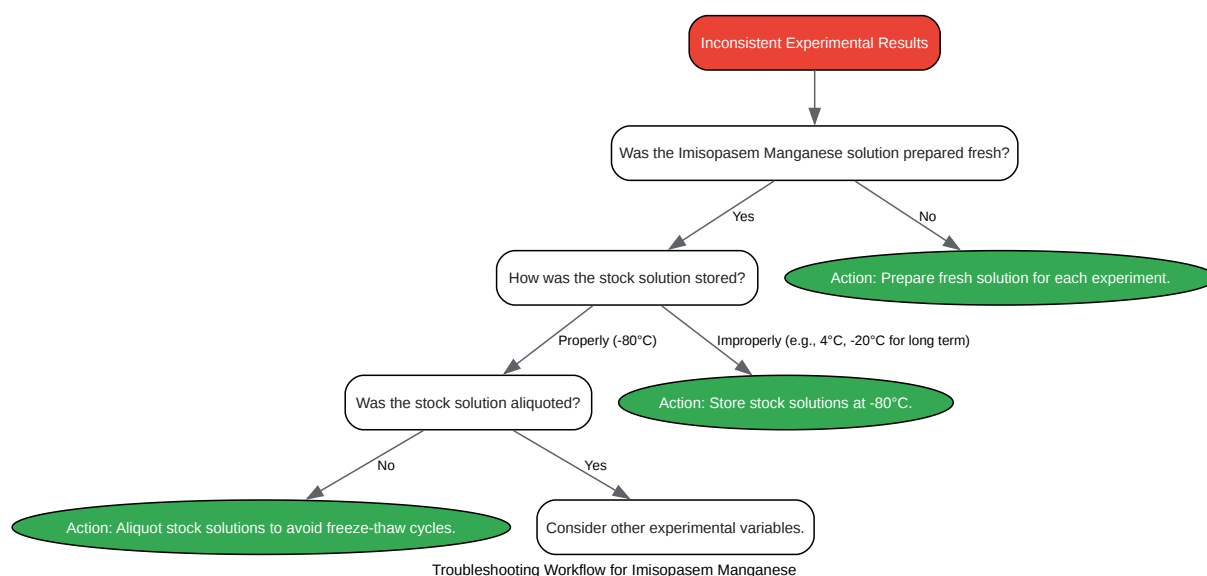 Inconsistent Experimental Results
Was the Imisopasem Manganese solution prepared fresh?
Yes
No
How was the stock solution stored?
Action: Prepare fresh solution for each experiment.
Properly (-80°C)
Improperly (e.g., 4°C, -20°C for long term)
Was the stock solution aliquoted?
Action: Store stock solutions at -80°C.
No
Yes
Action: Aliquot stock solutions to avoid freeze-thaw cycles.
Consider other experimental variables.
Troubleshooting Workflow for Imisopasem Manganese